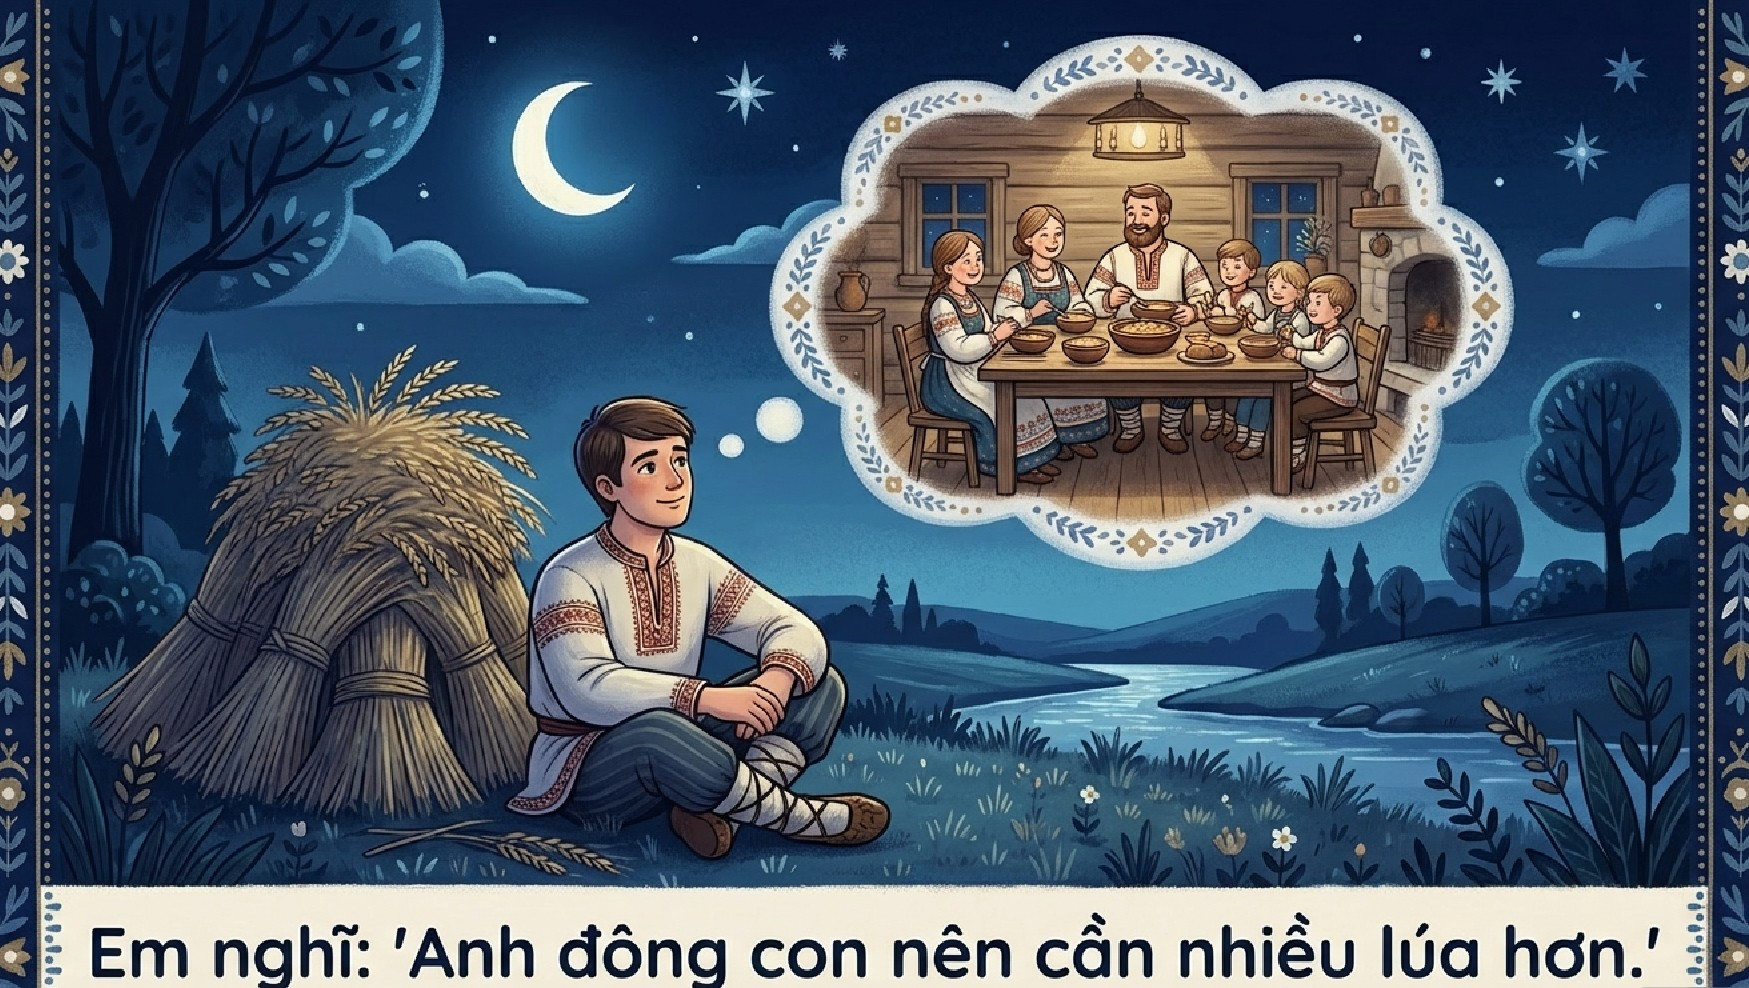 Em nghĩ: 'Anh đông con nên cần nhiều lúa hơn.'